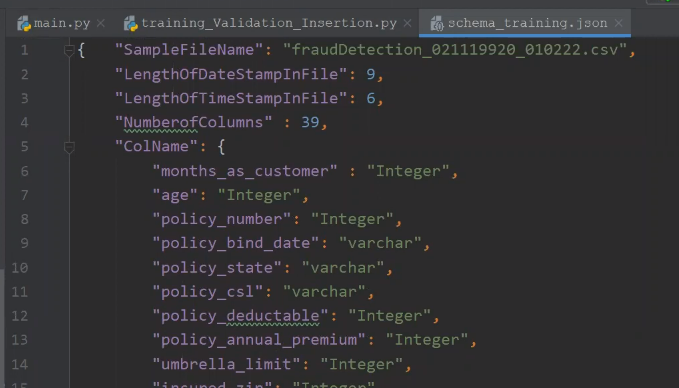 main.py training_Validation_Insertion.py schema_training.json
1 { "SampleFileName": "fraudDetection_021119920_010222.csv",
2 "LengthOfDateStampInFile": 9,
3 "LengthOfTimeStampInFile": 6,
4 "NumberofColumns" : 39,
5 "ColName": {
6 "months_as_customer" : "Integer",
7 "age": "Integer",
8 "policy_number": "Integer",
9 "policy_bind_date": "varchar",
10 "policy_state": "varchar",
11 "policy_csl": "varchar",
12 "policy_deductable": "Integer",
13 "policy_annual_premium": "Integer",
14 "umbrella_limit": "Integer",
15 "insured_zip": "Integer"